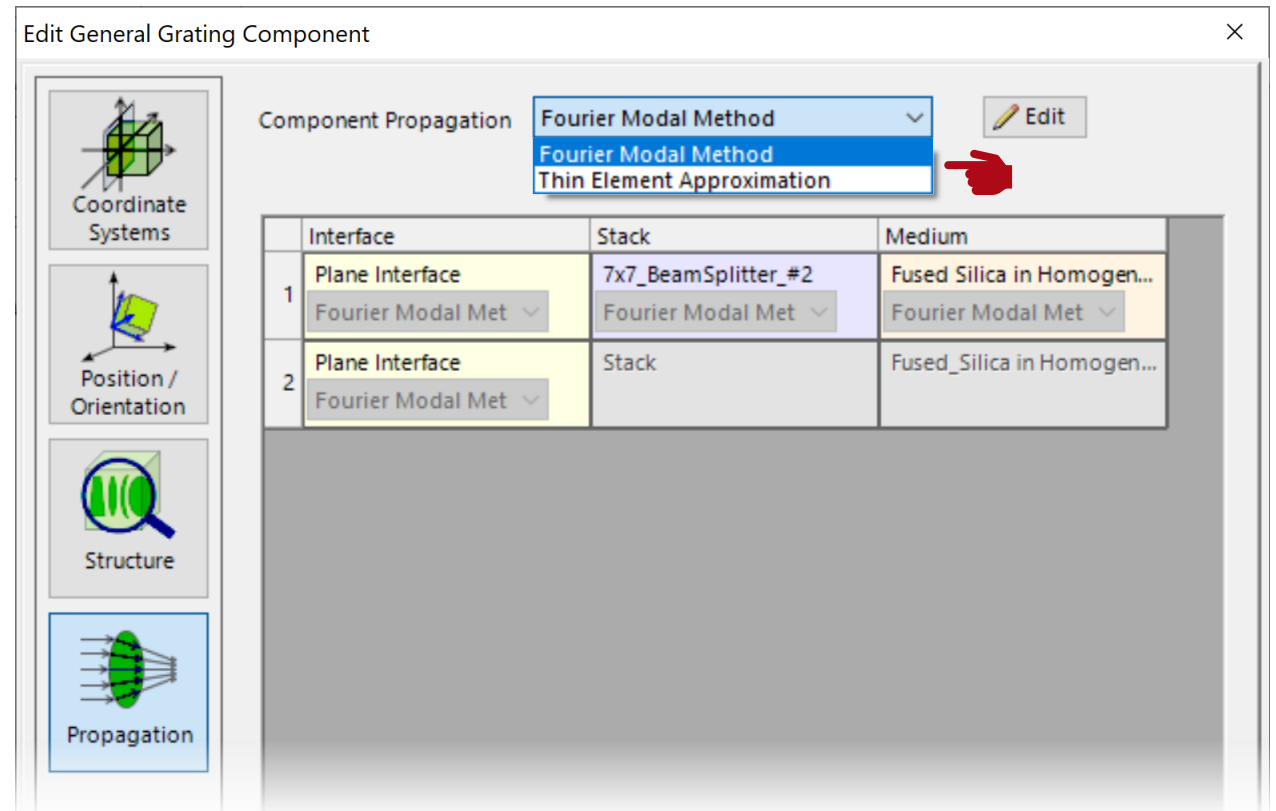 Edit General Grating Component
Coordinate
Systems
Position /
Orientation
Structure
Propagation
Component Propagation
Fourier Modal Method
Edit
Fourier Modal Method
Thin Element Approximation
Interface Stack Medium
1
Plane Interface 7x7_BeamSplitter_#2 Fused Silica in Homogen...
Fourier Modal Met Fourier Modal Met Fourier Modal Met
2
Plane Interface Stack Fused_Silica in Homogen...
Fourier Modal Met